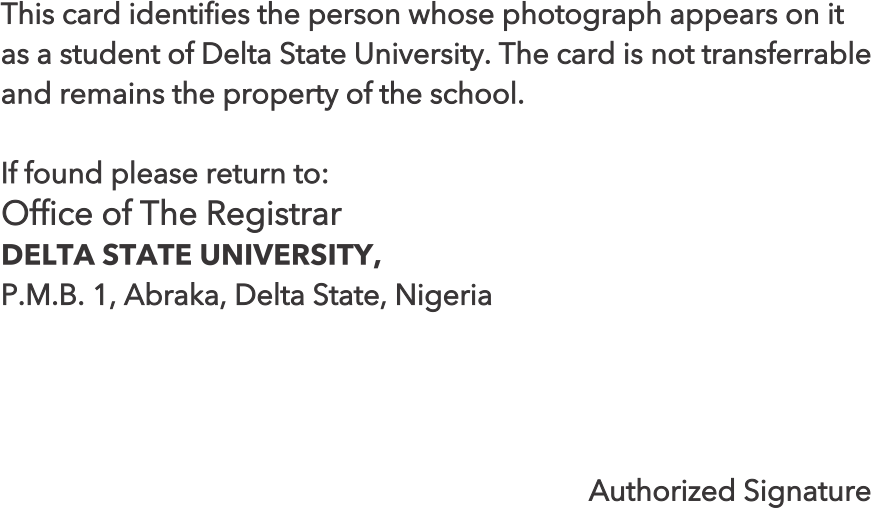 This card identifies the person whose photograph appears on it
as a student of Delta State University. The card is not transferrable
and remains the property of the school.
If found please return to:
Office of The Registrar
DELTA STATE UNIVERSITY,
P.M.B. 1, Abraka, Delta State, Nigeria
Authorized Signature